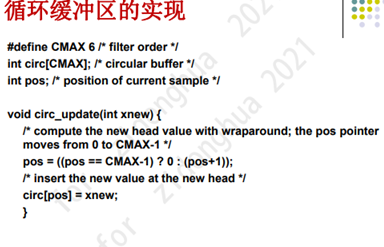 循环缓冲区的实现
#define CMAX 6 /* filter order */
int circ[CMAX]; /* circular buffer */
int pos; /* position of current sample */
void circ_update(int xnew) {
/* compute the new head value with wraparound; the pos pointer
moves from 0 to CMAX-1 */
pos = ((pos == CMAX-1) ? 0 : (pos+1));
/* insert the new value at the new head */
circ[pos] = xnew;
}